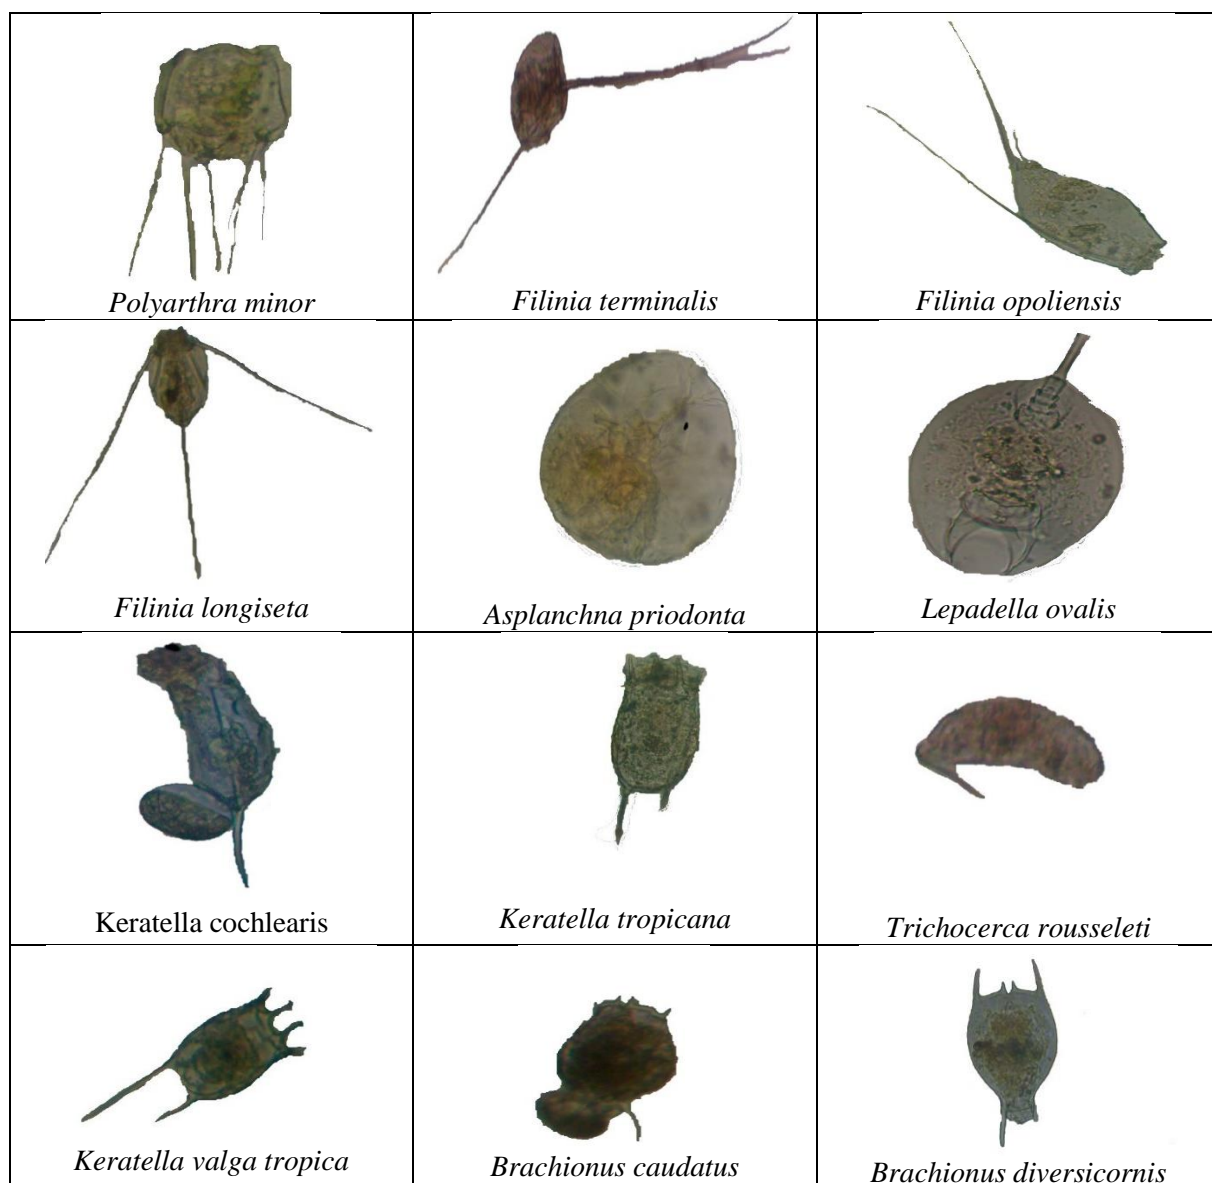 Polyarthra minor
Filinia terminalis
Filinia opoliensis
Filinia longiseta
Asplanchna priodonta
Lepadella ovalis
Keratella cochlearis
Keratella tropicana
Trichocerca rousseleti
Keratella valga tropica
Brachionus caudatus
Brachionus diversicornis